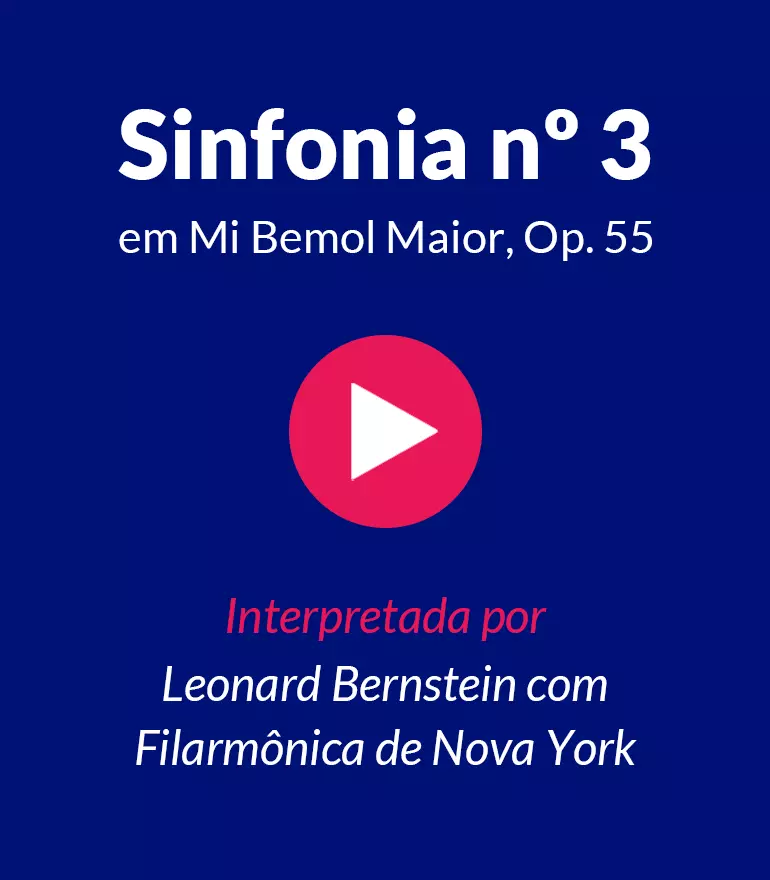 Sinfonia nº 3
em Mi Bemol Maior, Op. 55
Interpretada por
Leonard Bernstein com
Filarmônica de Nova York